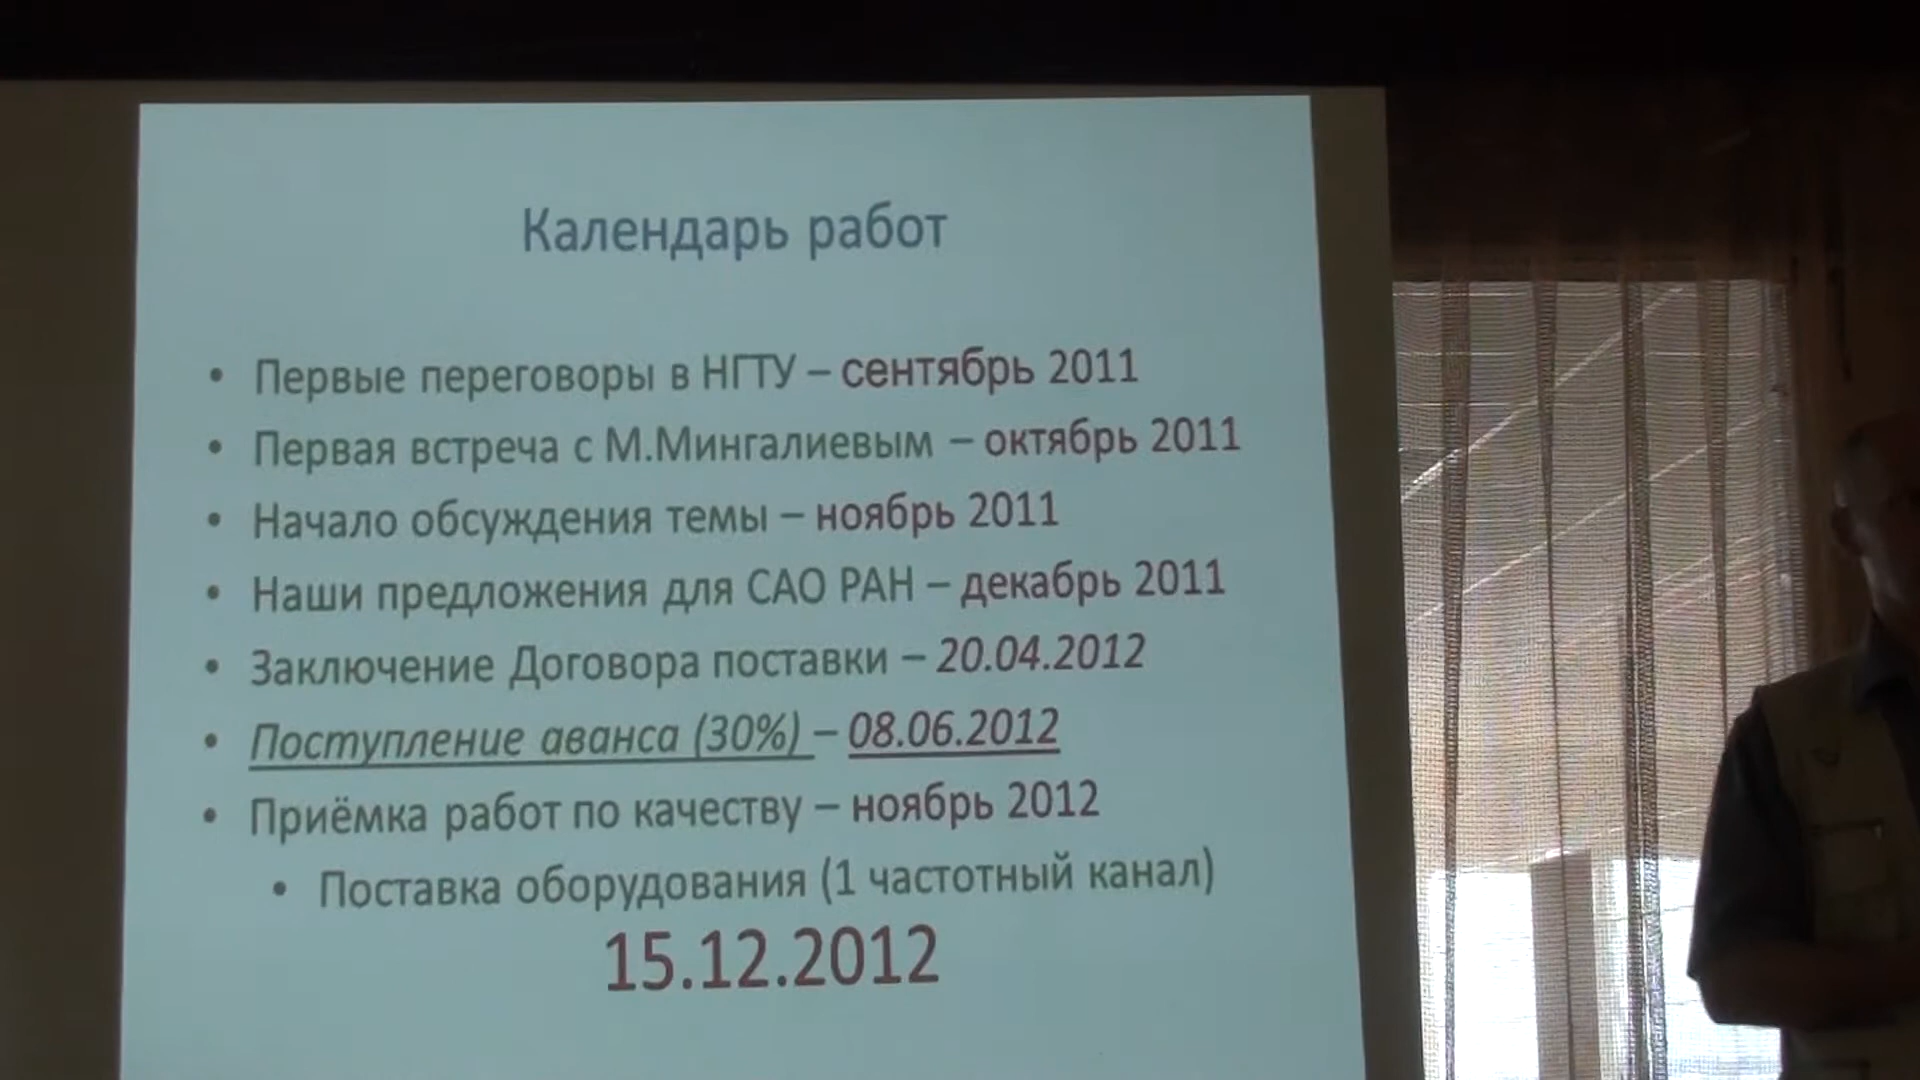 Календарь работ
• Первые переговоры в НГТУ – сентябрь 2011
• Первая встреча с М.Мингалиевым – октябрь 2011
• Начало обсуждения темы – ноябрь 2011
• Наши предложения для САО РАН – декабрь 2011
• Заключение Договора поставки – 20.04.2012
• Поступление аванса (30%) – 08.06.2012
• Приёмка работ по качеству – ноябрь 2012
• Поставка оборудования (1 частотный канал)
15.12.2012